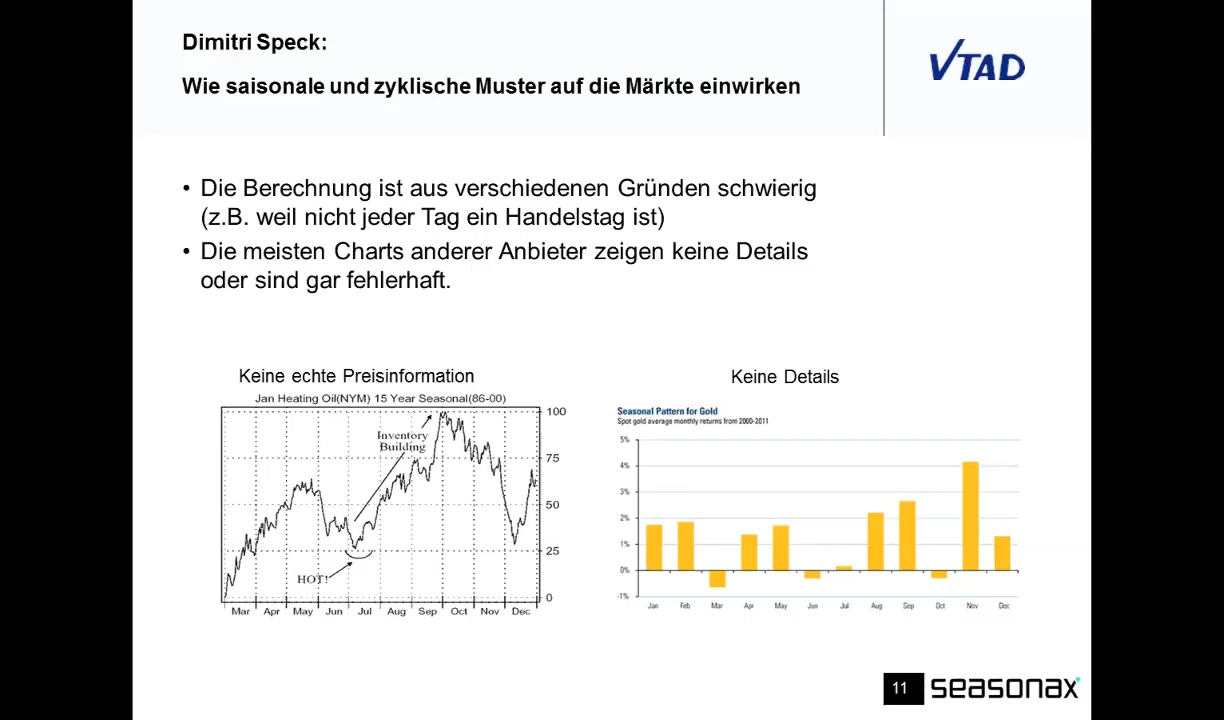 Dimitri Speck:
Wie saisonale und zyklische Muster auf die Märkte einwirken
VTAD
• Die Berechnung ist aus verschiedenen Gründen schwierig
(z.B. weil nicht jeder Tag ein Handelstag ist)
• Die meisten Charts anderer Anbieter zeigen keine Details
oder sind gar fehlerhaft.
Keine echte Preisinformation
Jan Heating Oil(NYM) 15 Year Seasonal(86-00)
100
75
50
25
0
Inventory
Building
HOT!
Mar Apr May Jun Jul Aug Sep Oct Nov Dec
Keine Details
Seasonal Pattern for Gold
Spot gold average monthly returns from 2000-2011
5%
4%
3%
2%
1%
0%
-1%
Jan Feb Mar Apr May Jun Jul Aug Sep Oct Nov Dec
11
seasonax